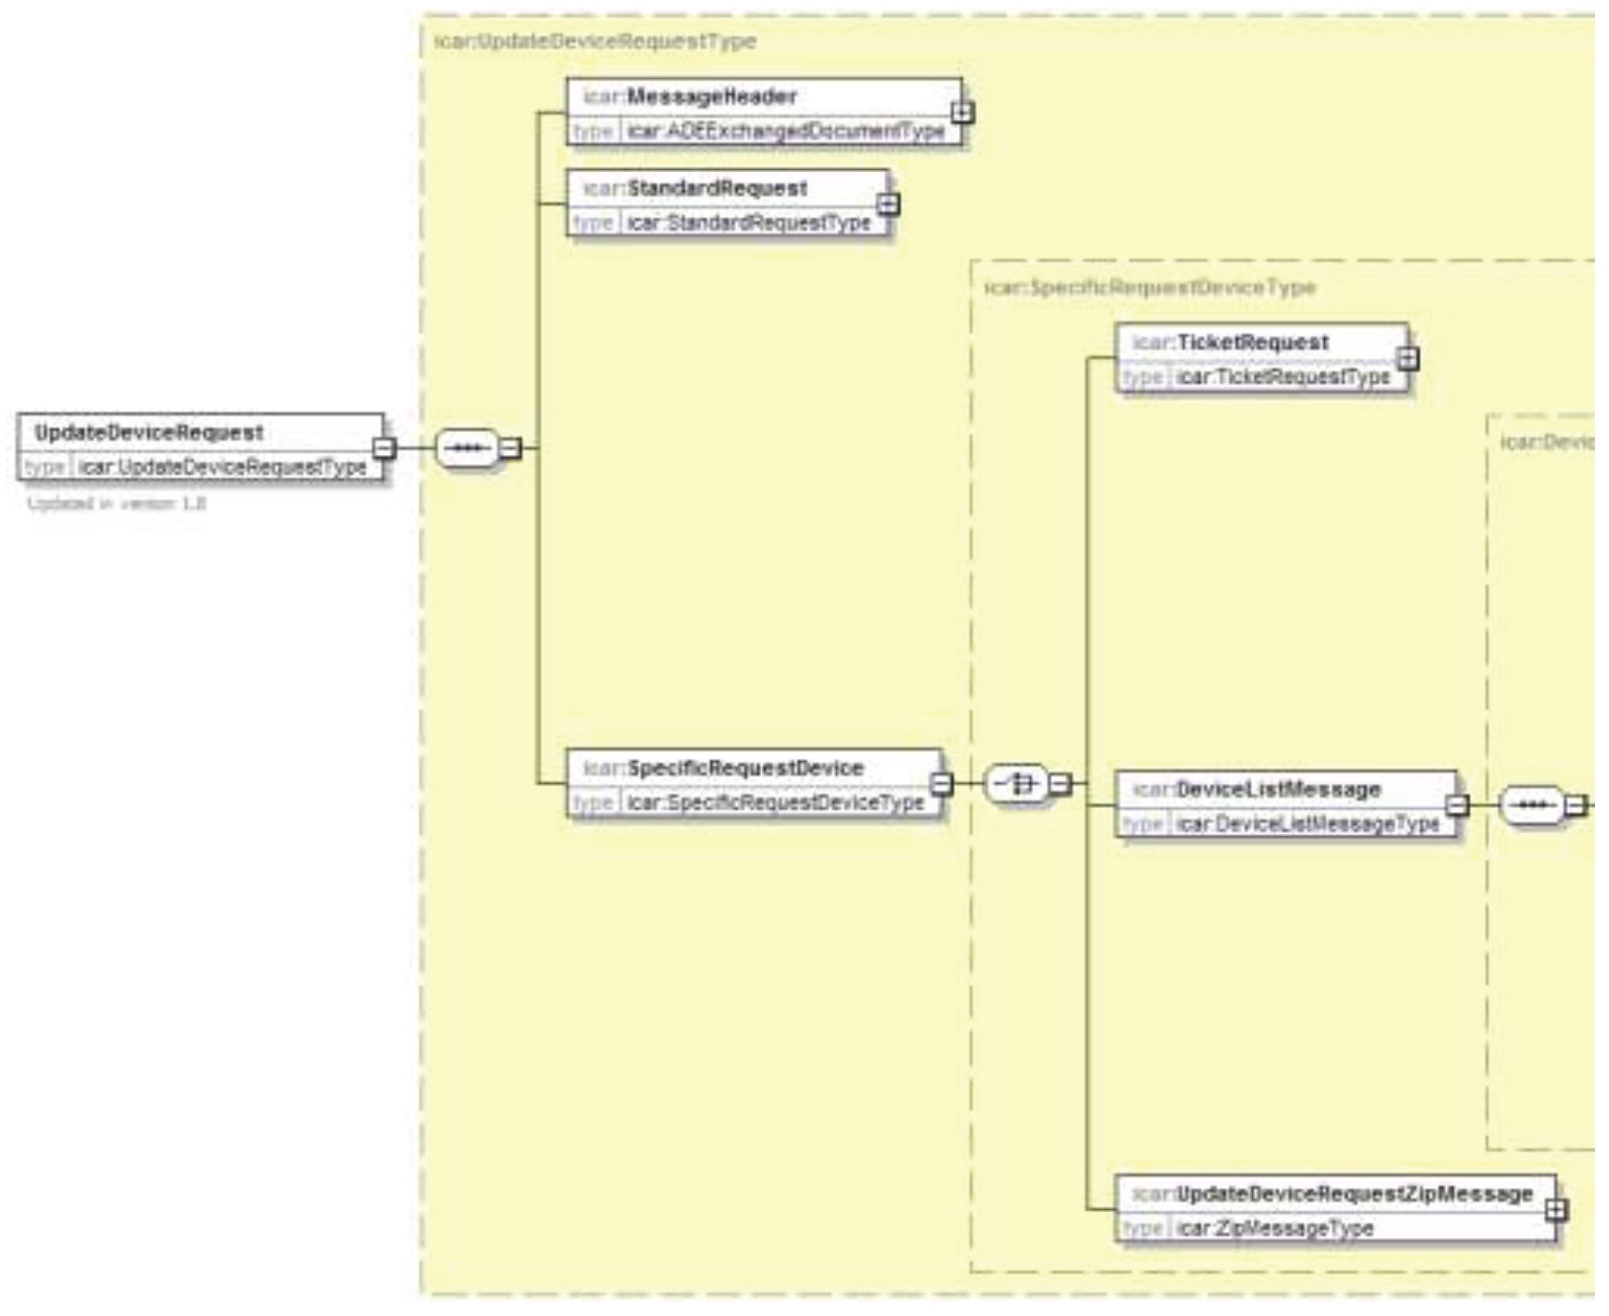 icar:UpdateDeviceRequestType
icar:MessageHeader
type icar:ADEExchangedDocumentType
icar:StandardRequest
type icar:StandardRequestType
icar:SpecificRequestDeviceType
icar:TicketRequest
type icar:TicketRequestType
UpdateDeviceRequest
type icar:UpdateDeviceRequestType
Updated in version 1.8
icar:Devic
icar:SpecificRequestDevice
type icar:SpecificRequestDeviceType
icar:DeviceListMessage
type icar:DeviceListMessageType
icar:UpdateDeviceRequestZipMessage
type icar:ZipMessageType